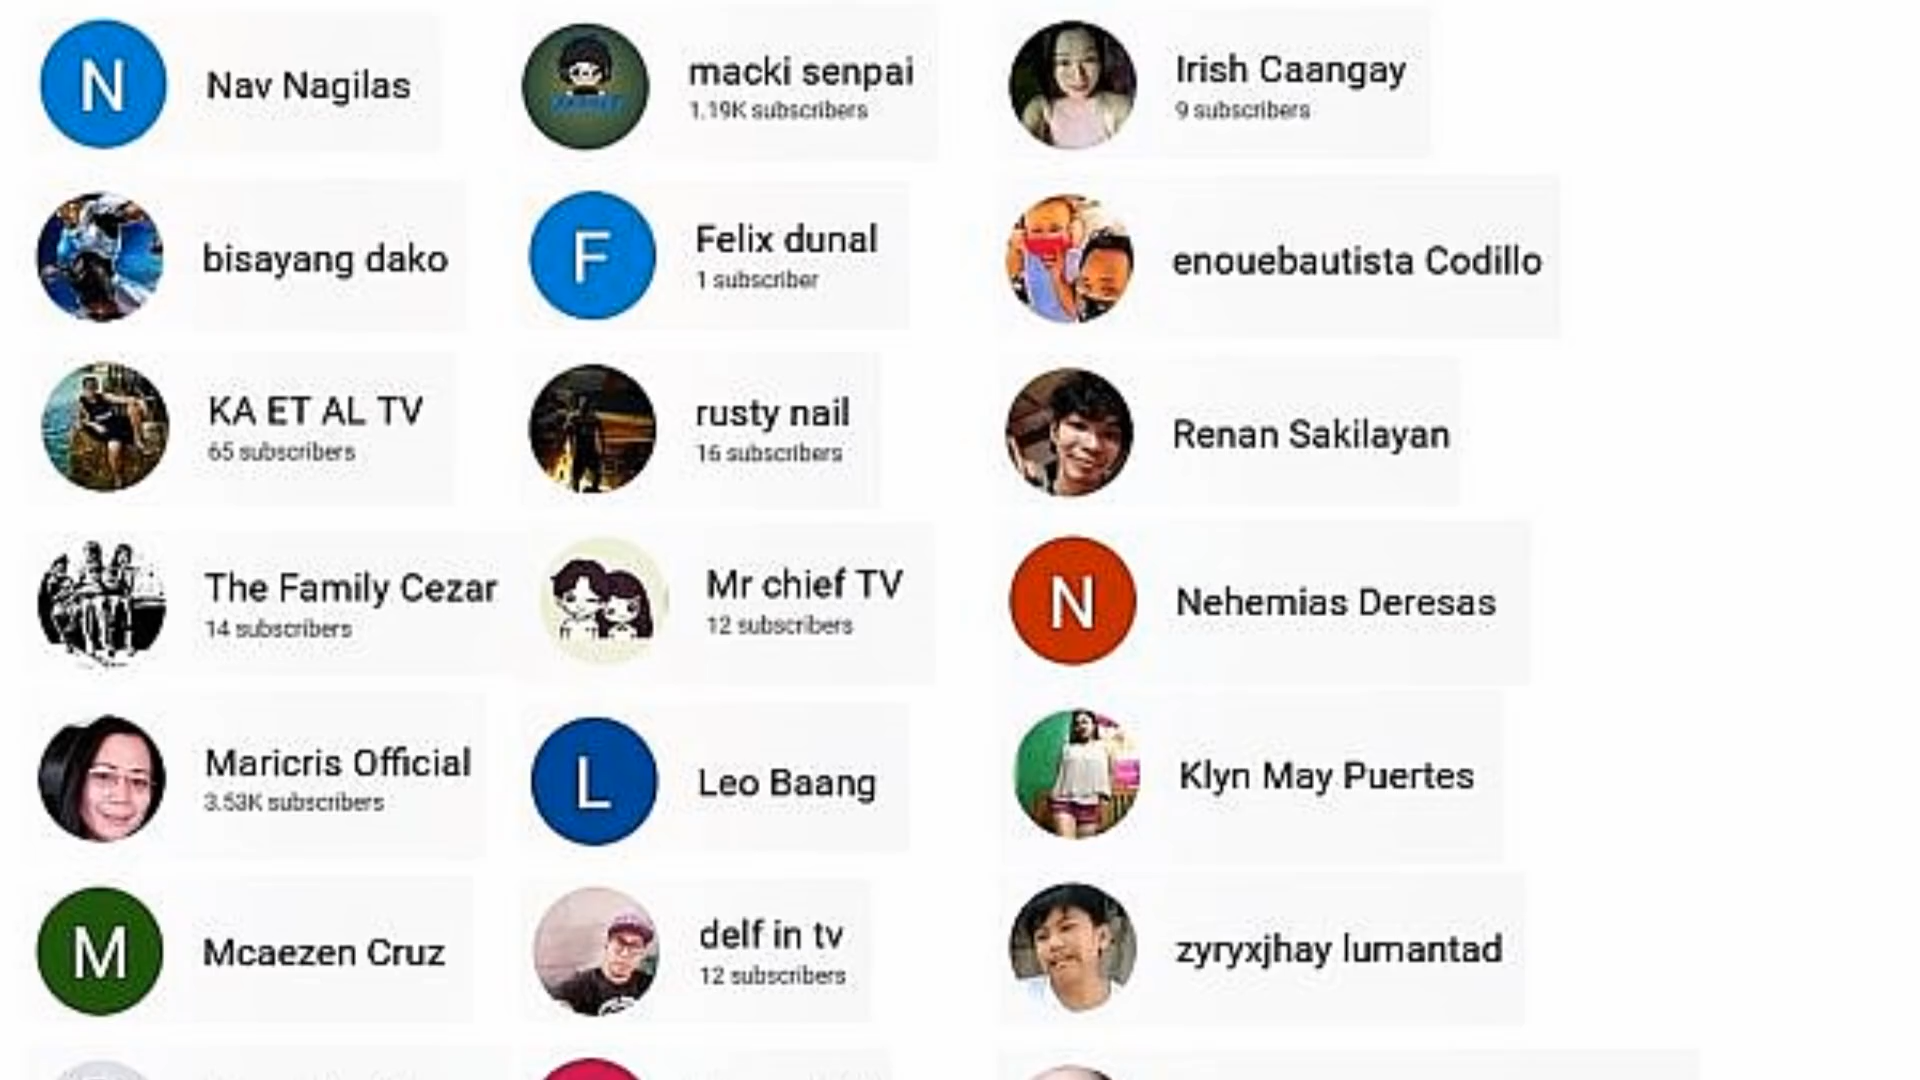 N
Nav Nagilas
macki senpai
1.19K subscribers
Irish Caangay
9 subscribers
bisayang dako
F
Felix dunal
1 subscriber
enouebautista Codillo
KA ET AL TV
65 subscribers
rusty nail
16 subscribers
Renan Sakilayan
The Family Cezar
14 subscribers
Mr chief TV
12 subscribers
N
Nehemias Deresas
Maricris Official
3.53K subscribers
L
Leo Baang
Klyn May Puertes
M
Mcaezen Cruz
delf in tv
12 subscribers
zyryxjhay lumantad